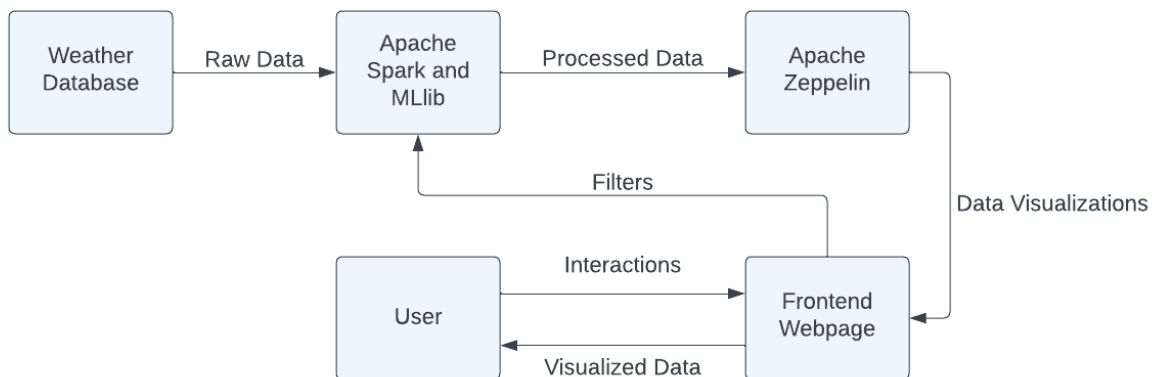 Weather
Database
Raw Data
Apache
Spark and
MLlib
Processed Data
Apache
Zeppelin
Filters
Data Visualizations
User
Interactions
Visualized Data
Frontend
Webpage